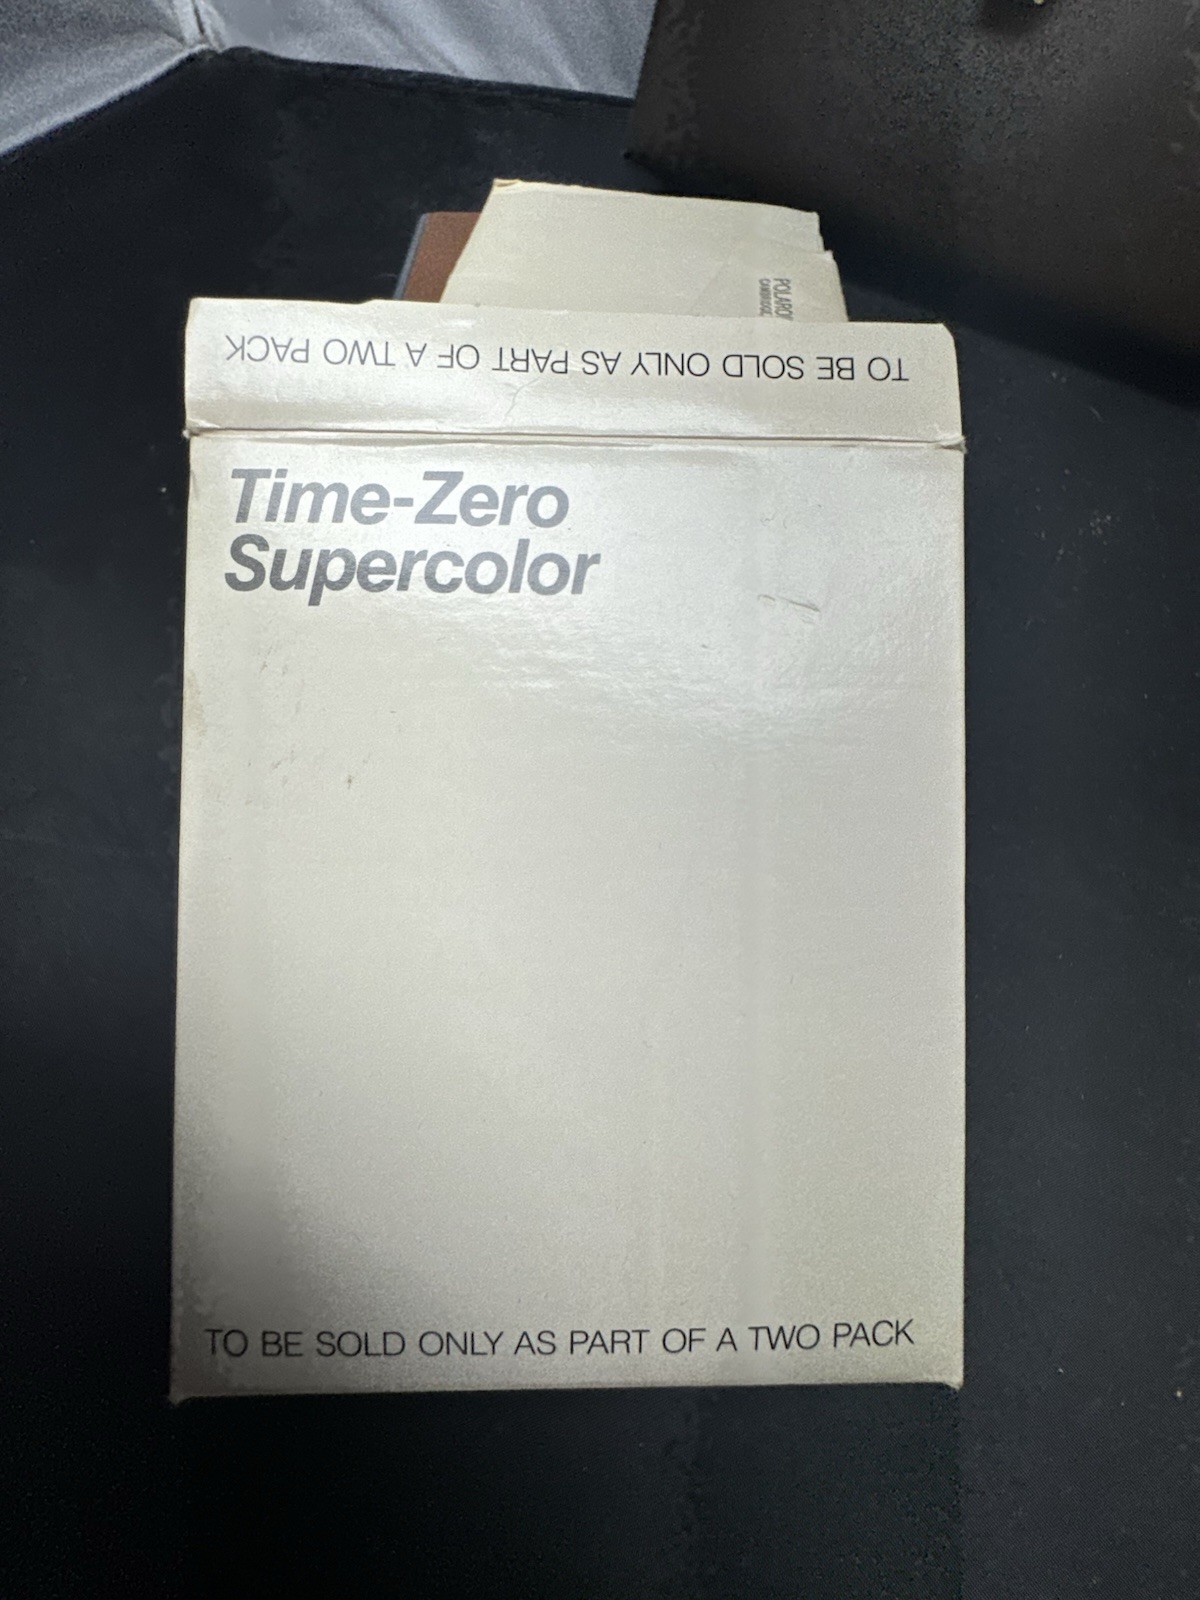 TO BE SOLD ONLY AS PART OF A TWO PACK
Time-Zero
Supercolor
TO BE SOLD ONLY AS PART OF A TWO PACK